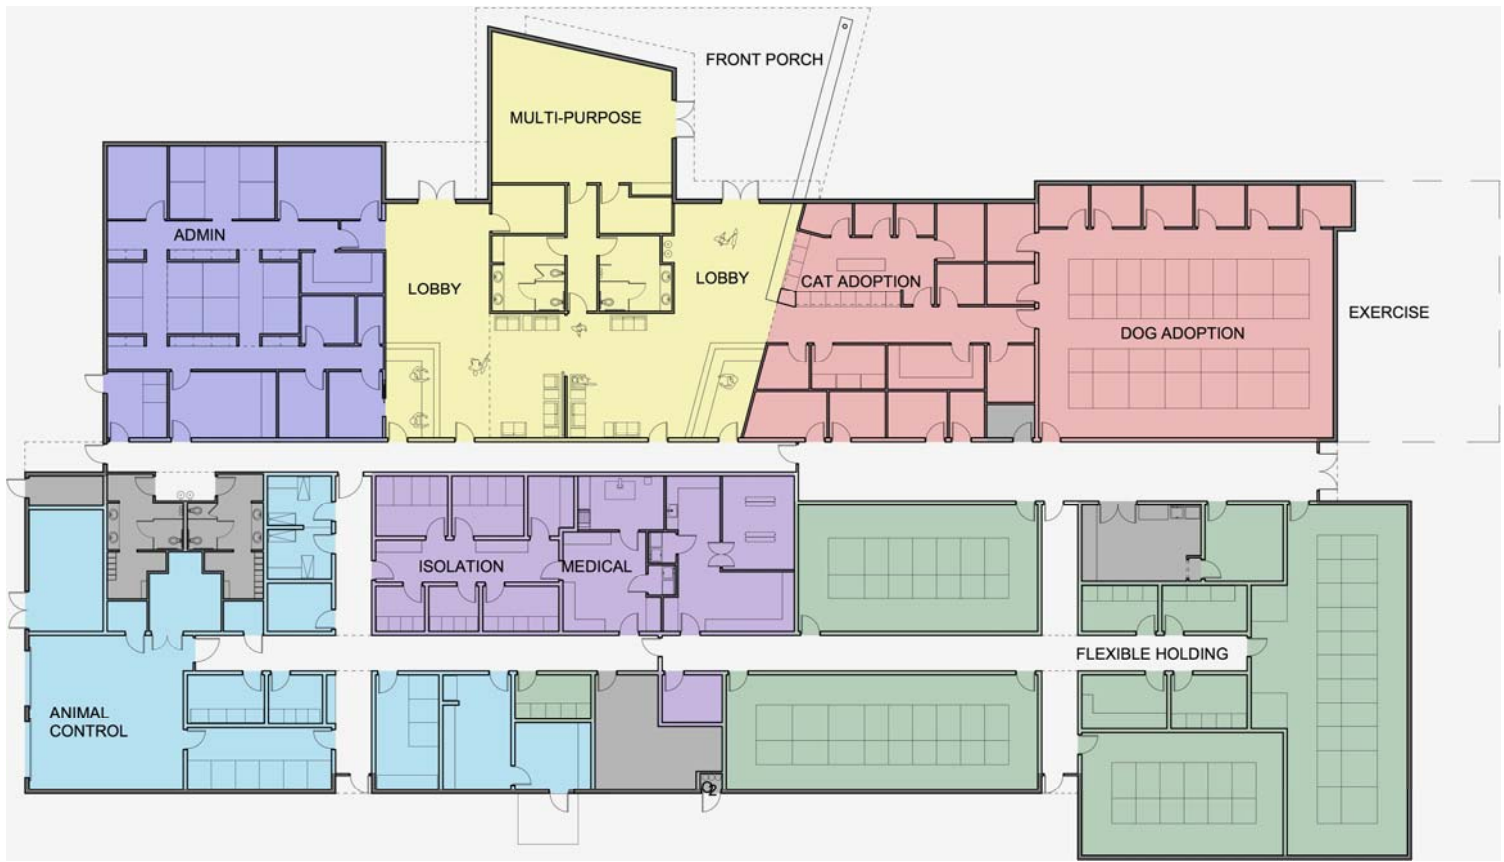 FRONT PORCH
MULTI-PURPOSE
ADMIN
LOBBY
LOBBY
CAT ADOPTION
EXERCISE
DOG ADOPTION
ISOLATION
MEDICAL
FLEXIBLE HOLDING
ANIMAL
CONTROL